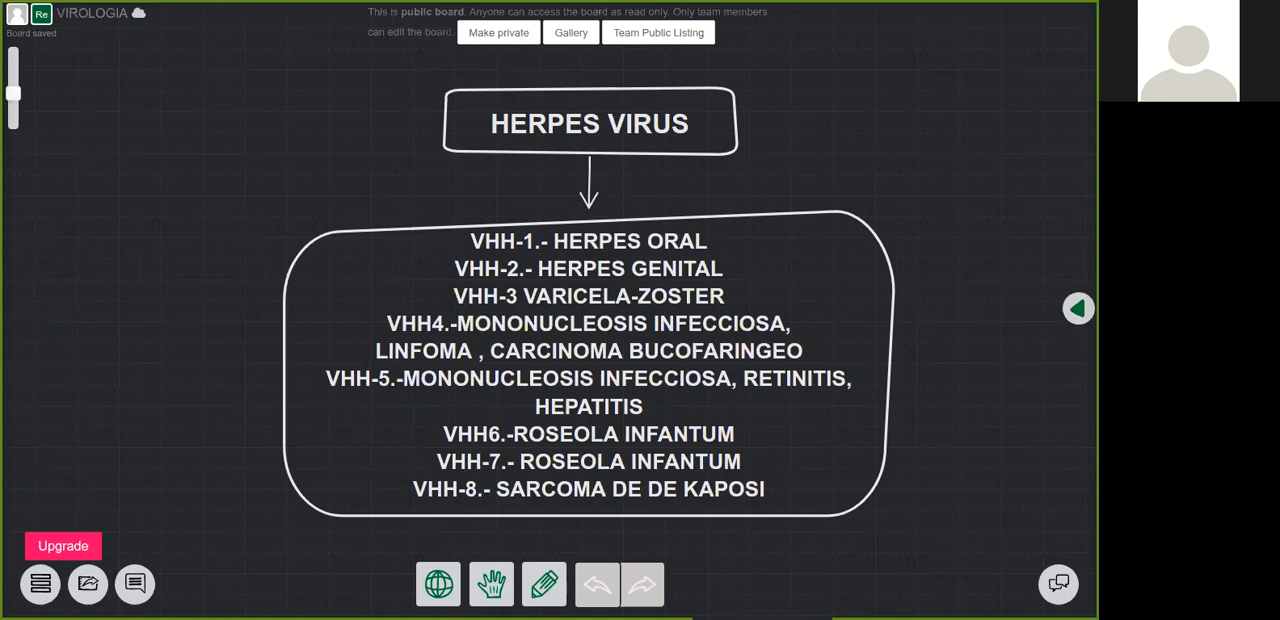 Re VIROLOGIA
Board saved
This is public board. Anyone can access the board as read only. Only team members
can edit the board. Make private Gallery Team Public Listing
HERPES VIRUS
VHH-1.- HERPES ORAL
VHH-2.- HERPES GENITAL
VHH-3 VARICELA-ZOSTER
VHH4.-MONONUCLEOSIS INFECCIOSA,
LINFOMA , CARCINOMA BUCOFARINGEO
VHH-5.-MONONUCLEOSIS INFECCIOSA, RETINITIS,
HEPATITIS
VHH6.-ROSEOLA INFANTUM
VHH-7.- ROSEOLA INFANTUM
VHH-8.- SARCOMA DE DE KAPOSI
Upgrade